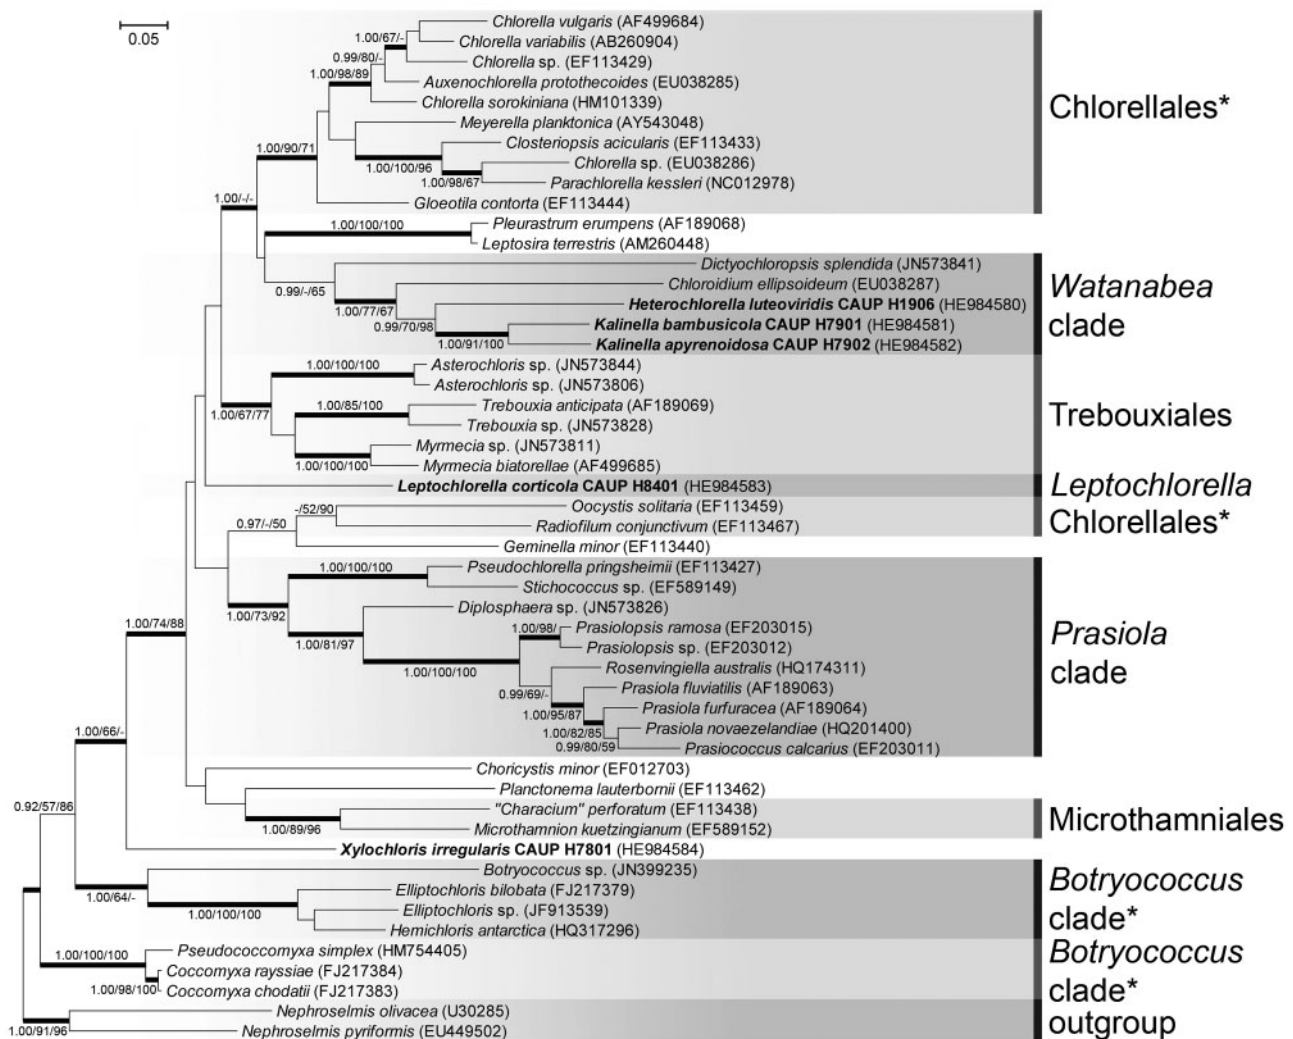 0.05
Chlorella vulgaris (AF499684)
1.00/67/-
Chlorella variabilis (AB260904)
0.99/80/-
Chlorella sp. (EF113429)
1.00/98/89
Auxenochlorella protothecoides (EU038285)
Chlorella sorokiniana (HM101339)
Chlorellales*
Meyerella planktonica (AY543048)
Closteriopsis acicularis (EF113433)
1.00/90/71
1.00/100/96
Chlorella sp. (EU038286)
1.00/98/67
Parachlorella kessleri (NC012978)
1.00/-/-
Gloeotila contorta (EF113444)
1.00/100/100
Pleurastrum erumpens (AF189068)
Leptosira terrestris (AM260448)
Dictyochloropsis splendida (JN573841)
0.99/-/65
Chloroidium ellipsoideum (EU038287)
Watanabea
clade
1.00/77/67
Heterochlorella luteoviridis CAUP H1906 (HE984580)
0.99/70/98
Kalinella bambusicola CAUP H7901 (HE984581)
1.00/91/100
Kalinella apyrenoidosa CAUP H7902 (HE984582)
1.00/100/100
Asterochloris sp. (JN573844)
Asterochloris sp. (JN573806)
1.00/85/100
Trebouxia anticipata (AF189069)
Trebouxiales
1.00/67/77
Trebouxia sp. (JN573828)
Myrmecia sp. (JN573811)
1.00/100/100
Myrmecia biatorellae (AF499685)
Leptochlorella corticola CAUP H8401 (HE984583)
Leptochlorella
-/52/90
Oocystis solitaria (EF113459)
Chlorellales*
0.97/-/50
Radiofilum conjunctivum (EF113467)
Geminella minor (EF113440)
1.00/100/100
Pseudochlorella pringsheimii (EF113427)
Stichococcus sp. (EF589149)
1.00/73/92
Diplosphaera sp. (JN573826)
1.00/74/88
1.00/98/
Prasiolopsis ramosa (EF203015)
Prasiola
clade
1.00/81/97
Prasiolopsis sp. (EF203012)
1.00/100/100
Rosenvingiella australis (HQ174311)
0.99/69/-
Prasiola fluviatilis (AF189063)
1.00/95/87
Prasiola furfuracea (AF189064)
1.00/82/85
Prasiola novaezelandiae (HQ201400)
1.00/66/-
0.99/80/59
Prasiococcus calcarius (EF203011)
Choricystis minor (EF012703)
Planctonema lauterbornii (EF113462)
0.92/57/86
"Characium" perforatum (EF113438)
Microthamniales
1.00/89/96
Microthamnion kuetzingianum (EF589152)
Xylochloris irregularis CAUP H7801 (HE984584)
Botryococcus sp. (JN399235)
Botryococcus
clade*
1.00/64/-
Elliptochloris bilobata (FJ217379)
1.00/100/100
Elliptochloris sp. (JF913539)
Hemichloris antarctica (HQ317296)
1.00/100/100
Pseudococcomyxa simplex (HM754405)
Botryococcus
clade*
Coccomyxa rayssiae (FJ217384)
1.00/98/100
Coccomyxa chodatii (FJ217383)
Nephroselmis olivacea (U30285)
outgroup
1.00/91/96
Nephroselmis pyriformis (EU449502)